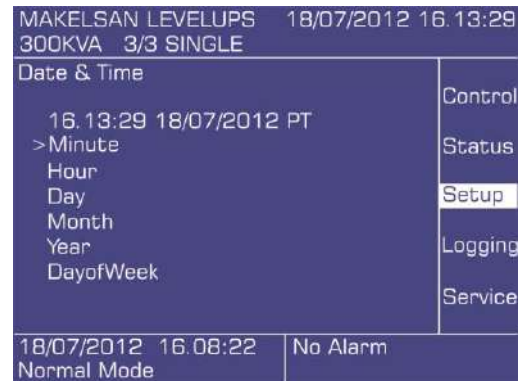 MAKELSAN LEVELUPS 18/07/2012 16.13:29
300KVA 3/3 SINGLE
Date & Time
16.13:29 18/07/2012 PT
>Minute
Hour
Day
Month
Year
DayofWeek
Control
Status
Setup
Logging
Service
18/07/2012 16.08:22 No Alarm
Normal Mode